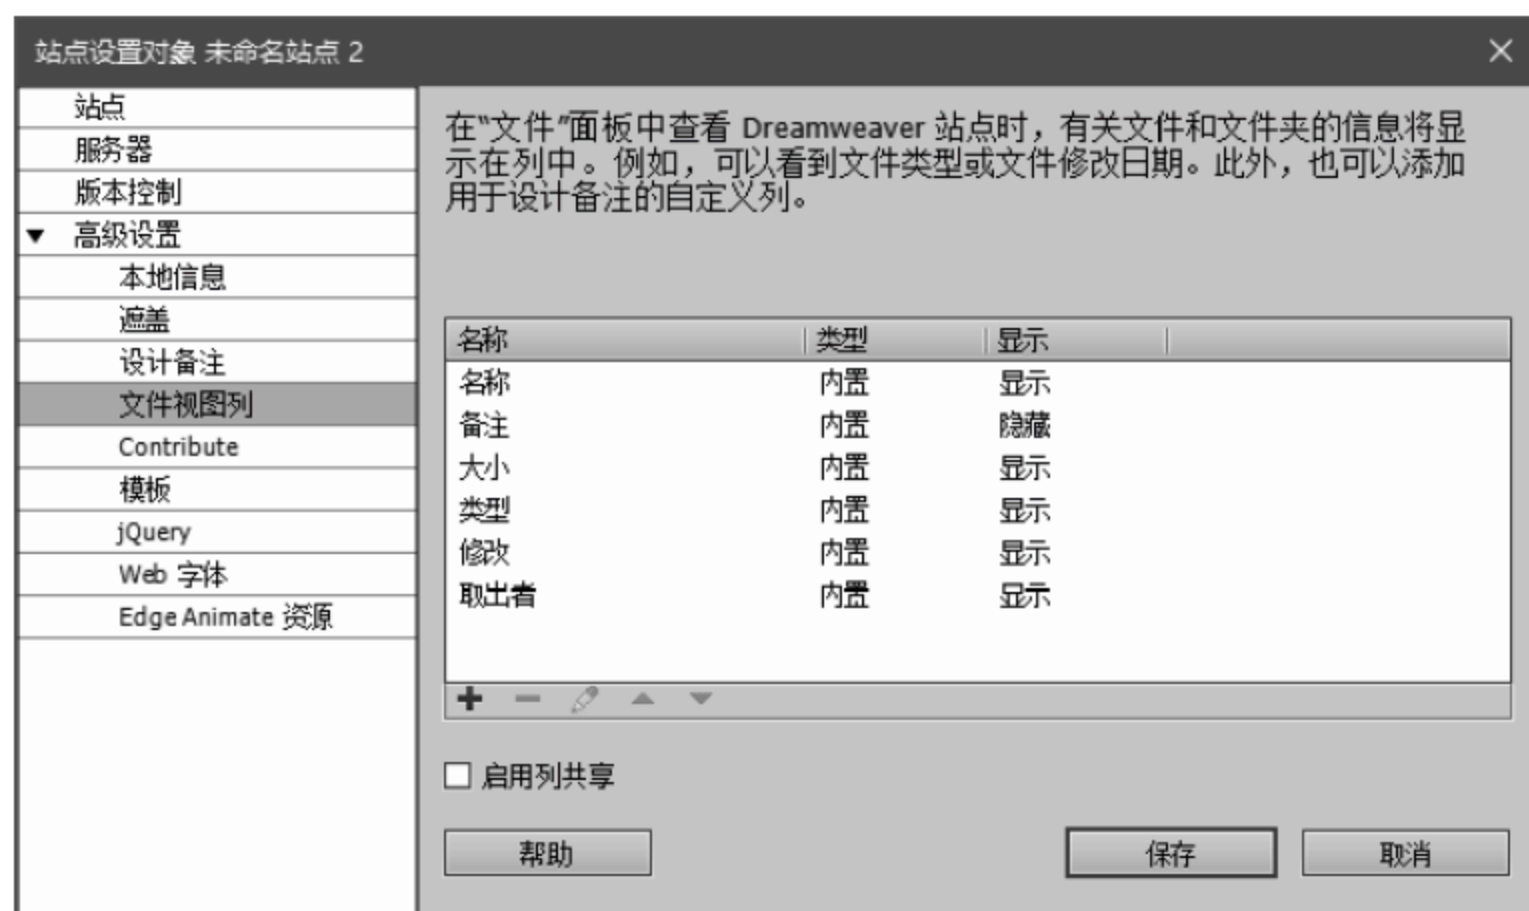 站点设置对象 未命名站点 2
站点
服务器
版本控制
高级设置
本地信息
遮盖
设计备注
文件视图列
Contribute
模板
jQuery
Web 字体
Edge Animate 资源
在“文件”面板中查看 Dreamweaver 站点时，有关文件和文件夹的信息将显
示在列中。例如，可以看到文件类型或文件修改日期。此外，也可以添加
用于设计备注的自定义列。
名称 类型 显示
名称 内置 显示
备注 内置 隐藏
大小 内置 显示
类型 内置 显示
修改 内置 显示
取出者 内置 显示
启用列共享
帮助 保存 取消